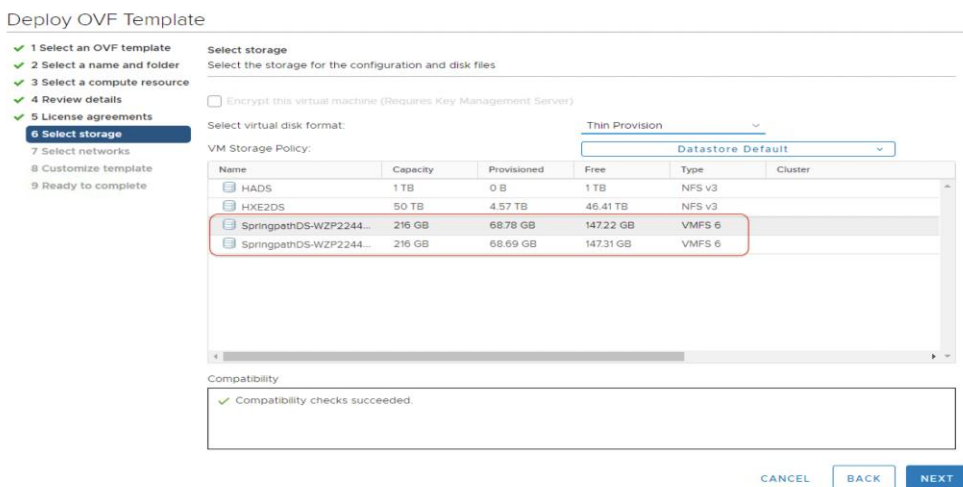 Deploy OVF Template
1 Select an OVF template
2 Select a name and folder
3 Select a compute resource
4 Review details
5 License agreements
6 Select storage
7 Select networks
8 Customize template
9 Ready to complete
Select storage
Select the storage for the configuration and disk files
Encrypt this virtual machine (Requires Key Management Server)
Select virtual disk format: Thin Provision
VM Storage Policy: Datastore Default
Name Capacity Provisioned Free Type Cluster
HADS 1 TB 0 B 1 TB NFS v3
HXE2DS 50 TB 4.57 TB 46.41 TB NFS v3
SpringpathDS-WZP2244... 216 GB 68.78 GB 147.22 GB VMFS 6
SpringpathDS-WZP2244... 216 GB 68.69 GB 147.31 GB VMFS 6
Compatibility
Compatibility checks succeeded.
CANCEL BACK NEXT